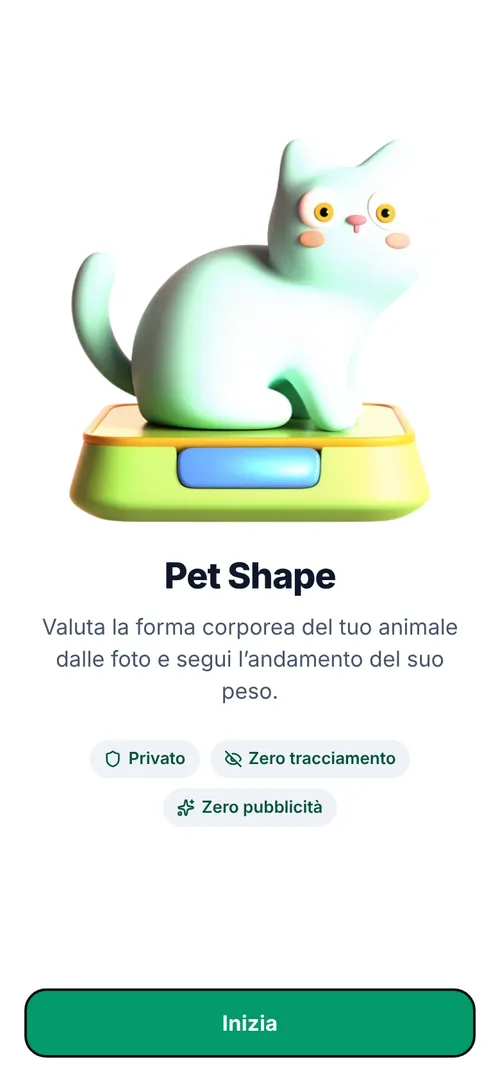 Pet Shape
Valuta la forma corporea del tuo animale
dalle foto e segui l’andamento del suo
peso.
Privato
Zero tracciamento
Zero pubblicità
Inizia